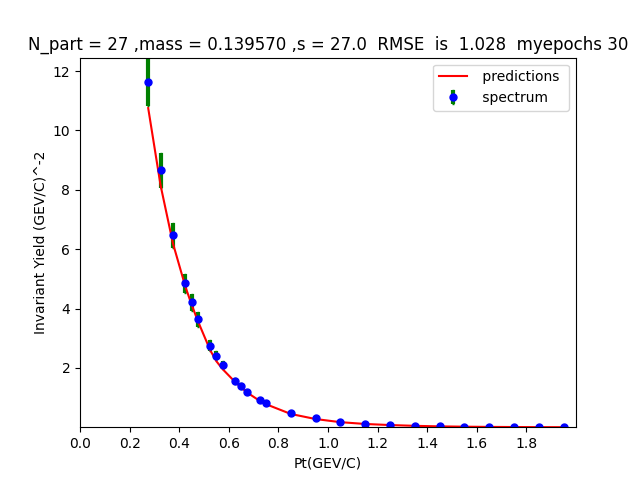 N_part = 27 ,mass = 0.139570 ,s = 27.0  RMSE  is  1.028  myepochs 30
predictions
spectrum
Invariant Yield (GEV/C)^-2
12
10
8
6
4
2
0.0 0.2 0.4 0.6 0.8 1.0 1.2 1.4 1.6 1.8
Pt(GEV/C)